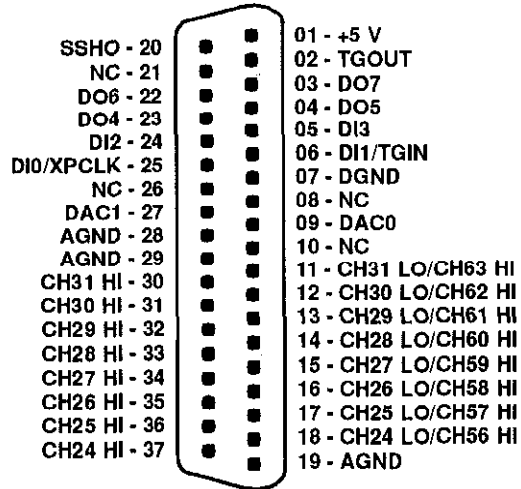 SSHO - 20
NC - 21
DO6 - 22
DO4 - 23
DI2 - 24
DI0/XPCLK - 25
NC - 26
DAC1 - 27
AGND - 28
AGND - 29
CH31 HI - 30
CH30 HI - 31
CH29 HI - 32
CH28 HI - 33
CH27 HI - 34
CH26 HI - 35
CH25 HI - 36
CH24 HI - 37
01 - +5 V
02 - TGOUT
03 - DO7
04 - DO5
05 - DI3
06 - DI1/TGIN
07 - DGND
08 - NC
09 - DAC0
10 - NC
11 - CH31 LO/CH63 HI
12 - CH30 LO/CH62 HI
13 - CH29 LO/CH61 HI
14 - CH28 LO/CH60 HI
15 - CH27 LO/CH59 HI
16 - CH26 LO/CH58 HI
17 - CH25 LO/CH57 HI
18 - CH24 LO/CH56 HI
19 - AGND